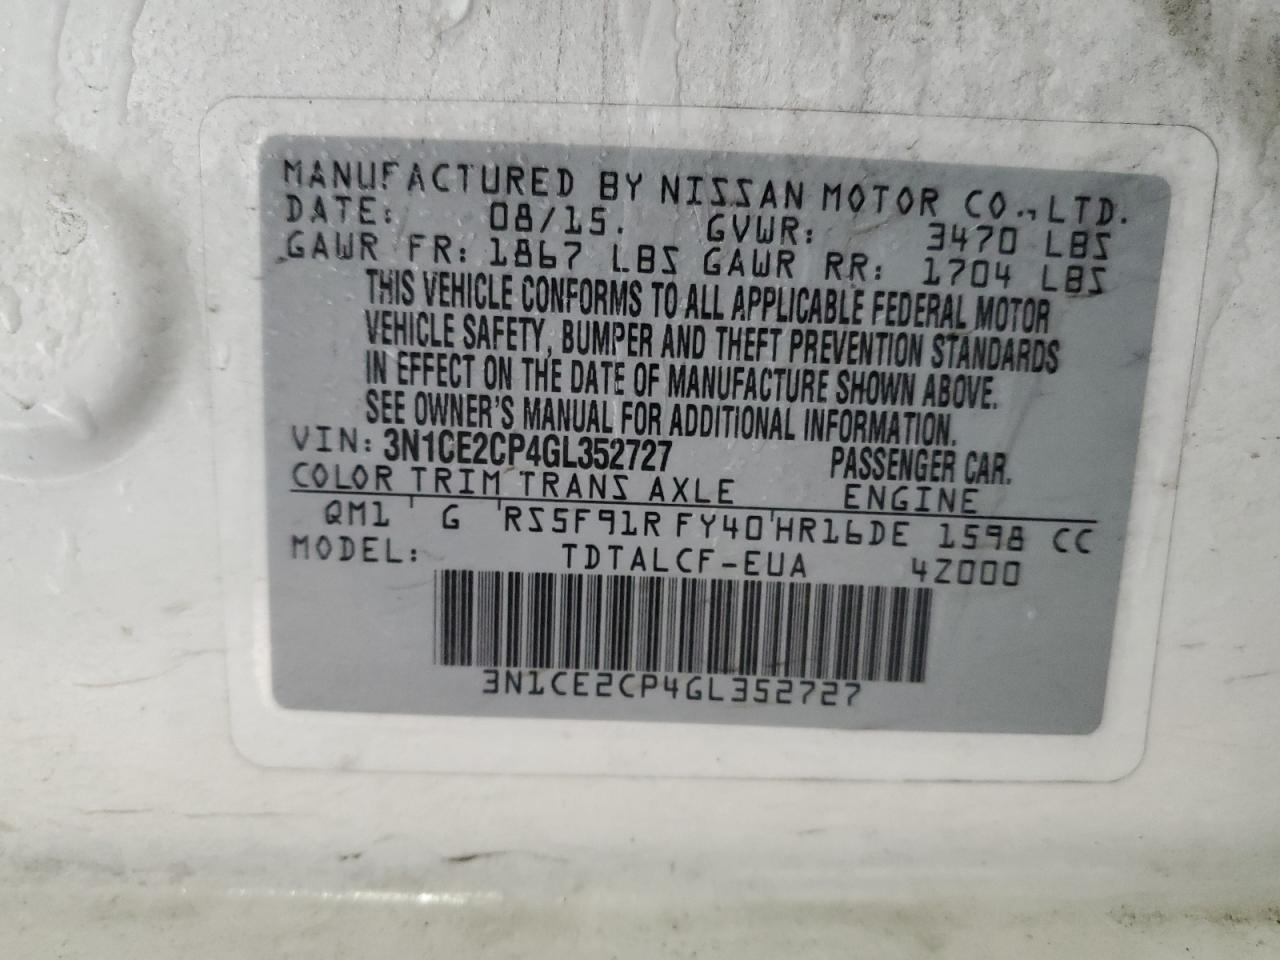 MANUFACTURED BY NISSAN MOTOR CO., LTD.
DATE: 08/15. GVWR: 3470 LBS
GAWR FR: 1867 LBS GAWR RR: 1704 LBS
THIS VEHICLE CONFORMS TO ALL APPLICABLE FEDERAL MOTOR
VEHICLE SAFETY, BUMPER AND THEFT PREVENTION STANDARDS
IN EFFECT ON THE DATE OF MANUFACTURE SHOWN ABOVE.
SEE OWNER'S MANUAL FOR ADDITIONAL INFORMATION.
VIN: 3N1CE2CP4GL352727 PASSENGER CAR.
COLOR TRIM TRANS AXLE ENGINE
QM1 G RS5F91R FY40 HR16DE 1598 CC
MODEL: TDTALCF-EUA 4Z000
3N1CE2CP4GL352727